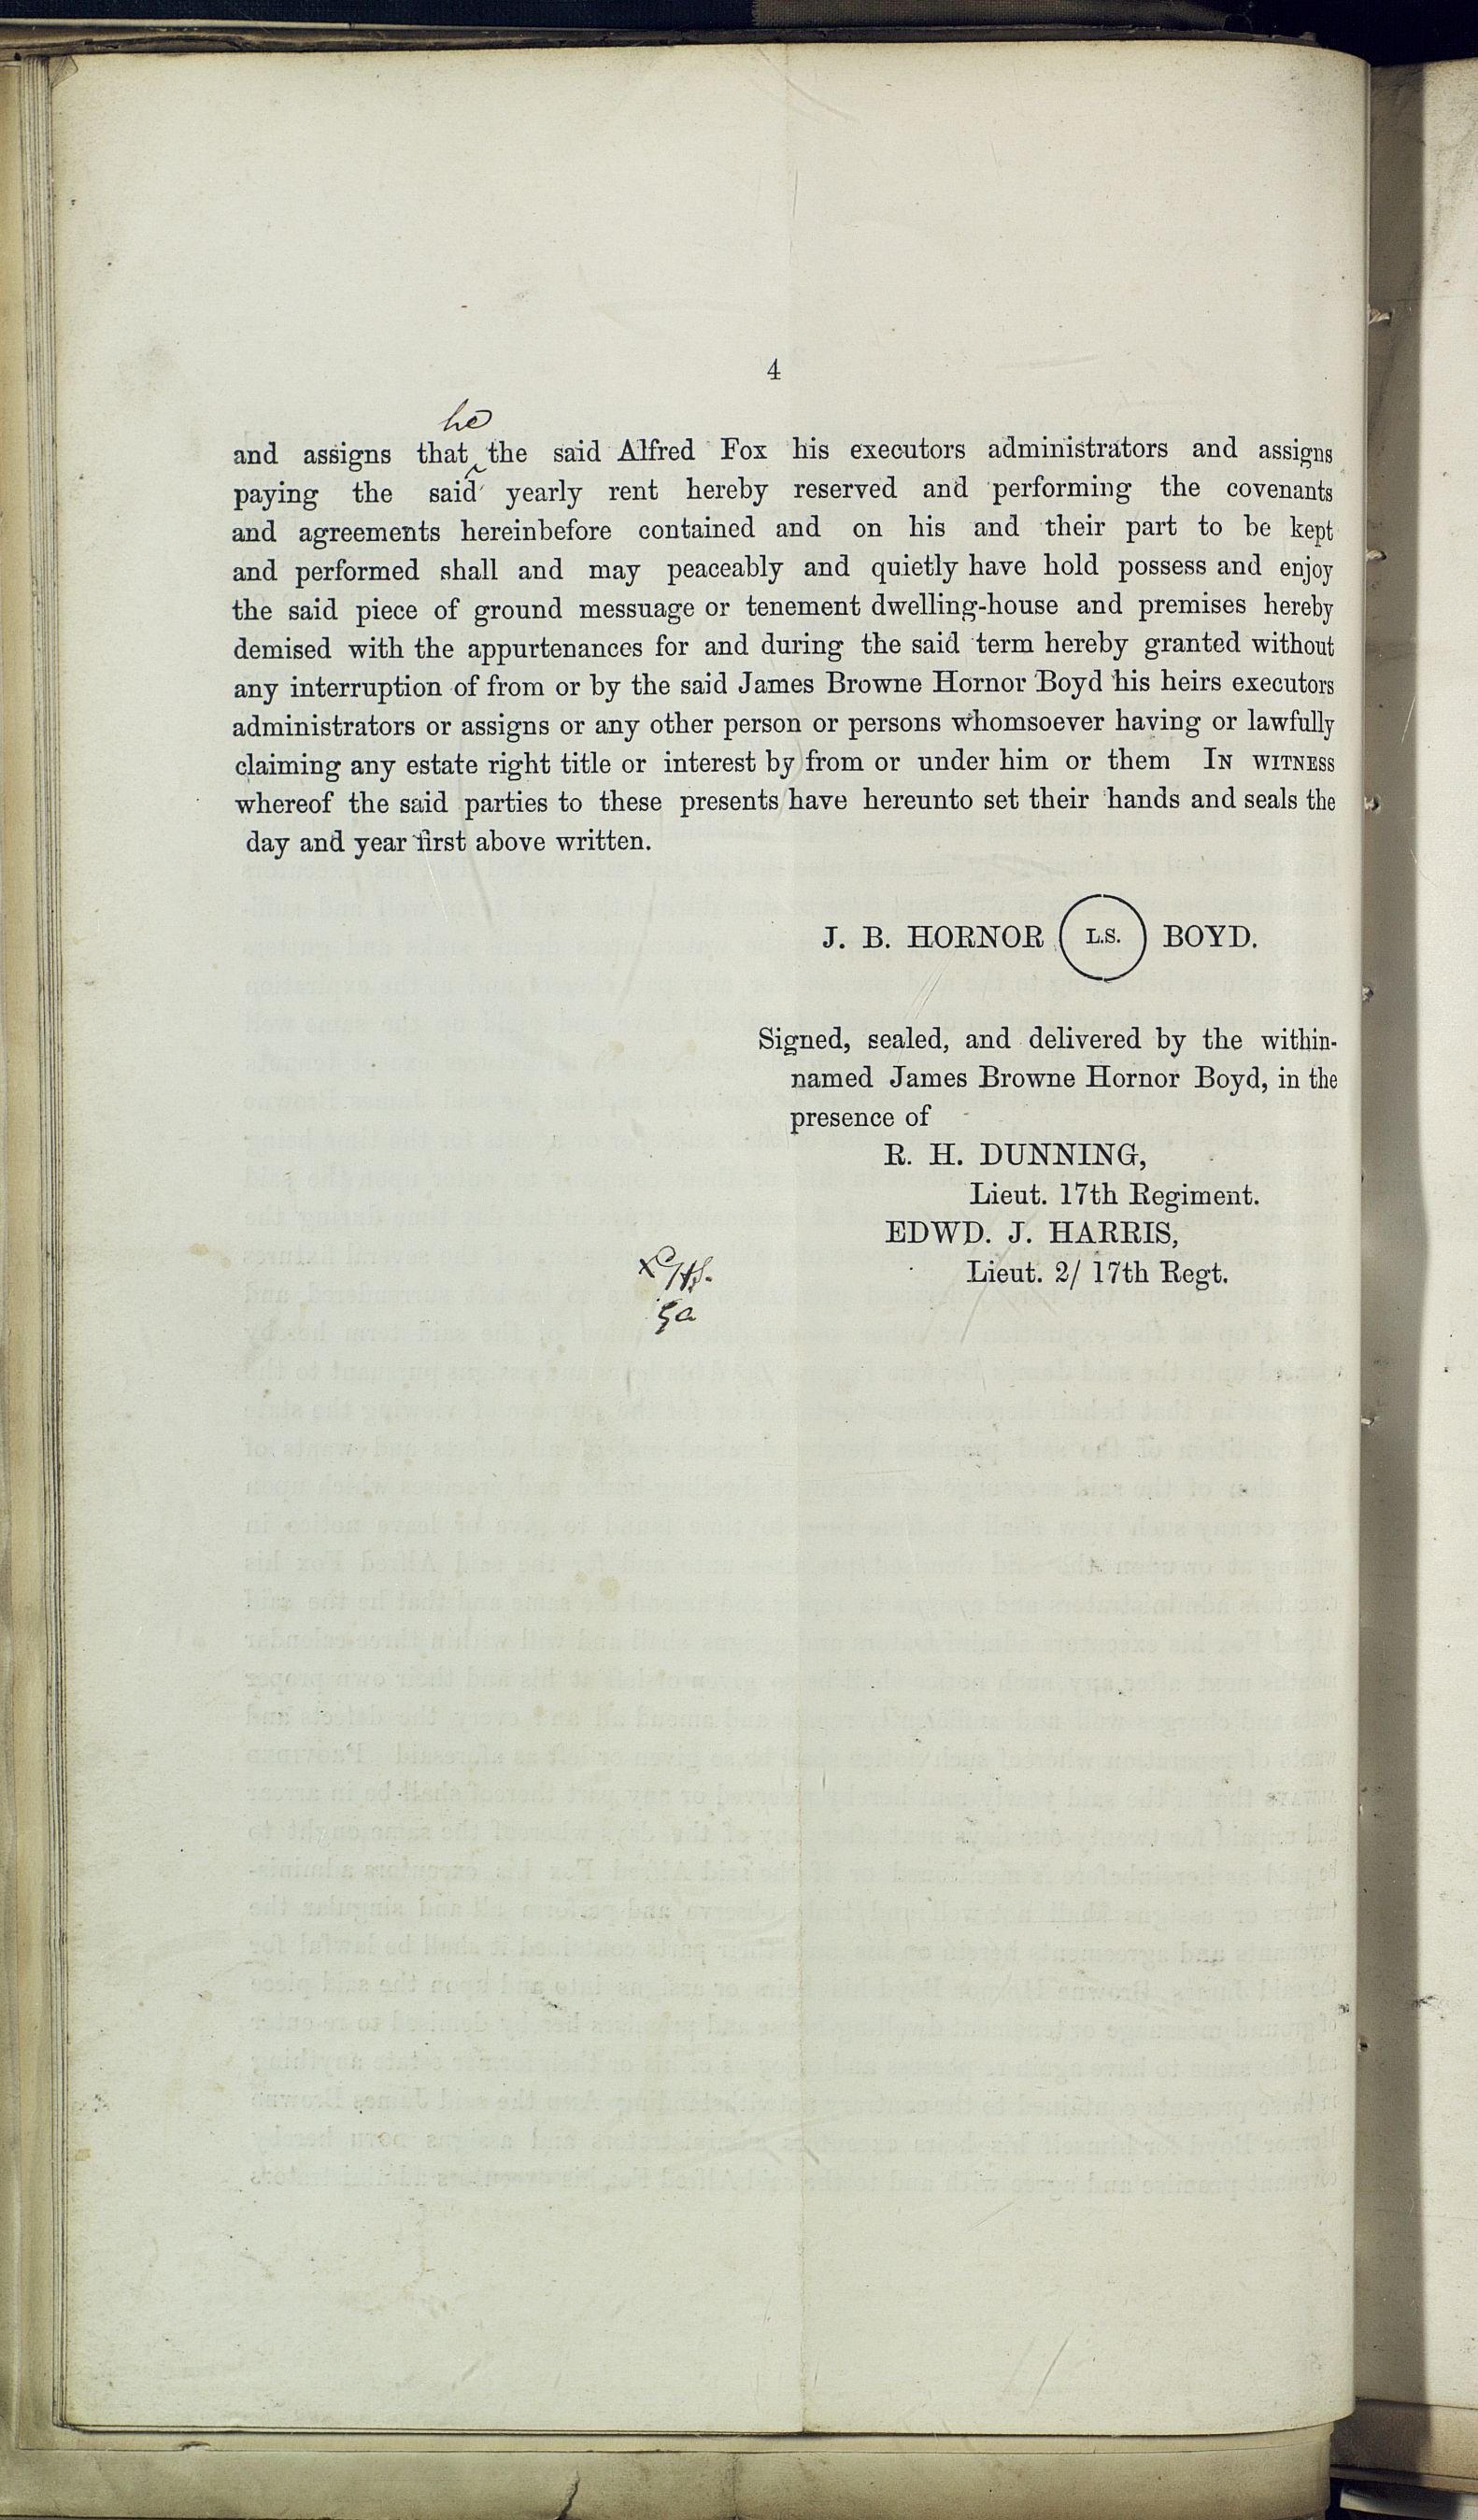 4
he
and assigns that ‸ the said Alfred Fox his executors administrators and assigns
paying the said yearly rent hereby reserved and performing the covenants
and agreements hereinbefore contained and on his and their part to be kept
and performed shall and may peaceably and quietly have hold possess and enjoy
the said piece of ground messuage or tenement dwelling-house and premises hereby
demised with the appurtenances for and during the said term hereby granted without
any interruption of from or by the said James Browne Hornor Boyd his heirs executors
administrators or assigns or any other person or persons whomsoever having or lawfully
claiming any estate right title or interest by from or under him or them IN WITNESS
whereof the said parties to these presents have hereunto set their hands and seals the
day and year first above written.
J. B. HORNOR L.S. BOYD.
Signed, sealed, and delivered by the within-
named James Browne Hornor Boyd, in the
presence of
R. H. DUNNING,
Lieut. 17th Regiment.
EDWD. J. HARRIS,
Lieut. 2/ 17th Regt.